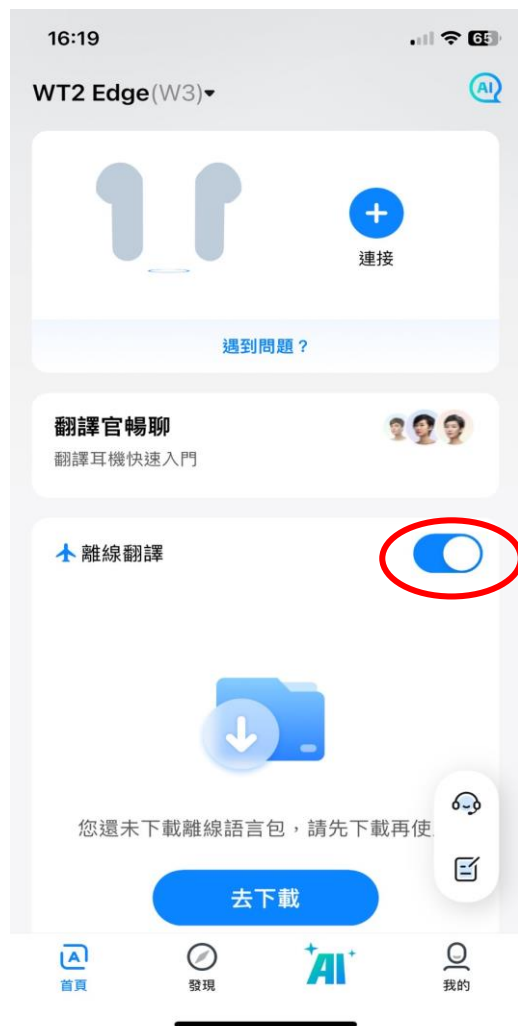 16:19
65
WT2 Edge(W3)
AI
連接
遇到問題？
翻譯官暢聊
翻譯耳機快速入門
離線翻譯
您還未下載離線語言包，請先下載再使...
去下載
A
AI
首頁
發現
我的